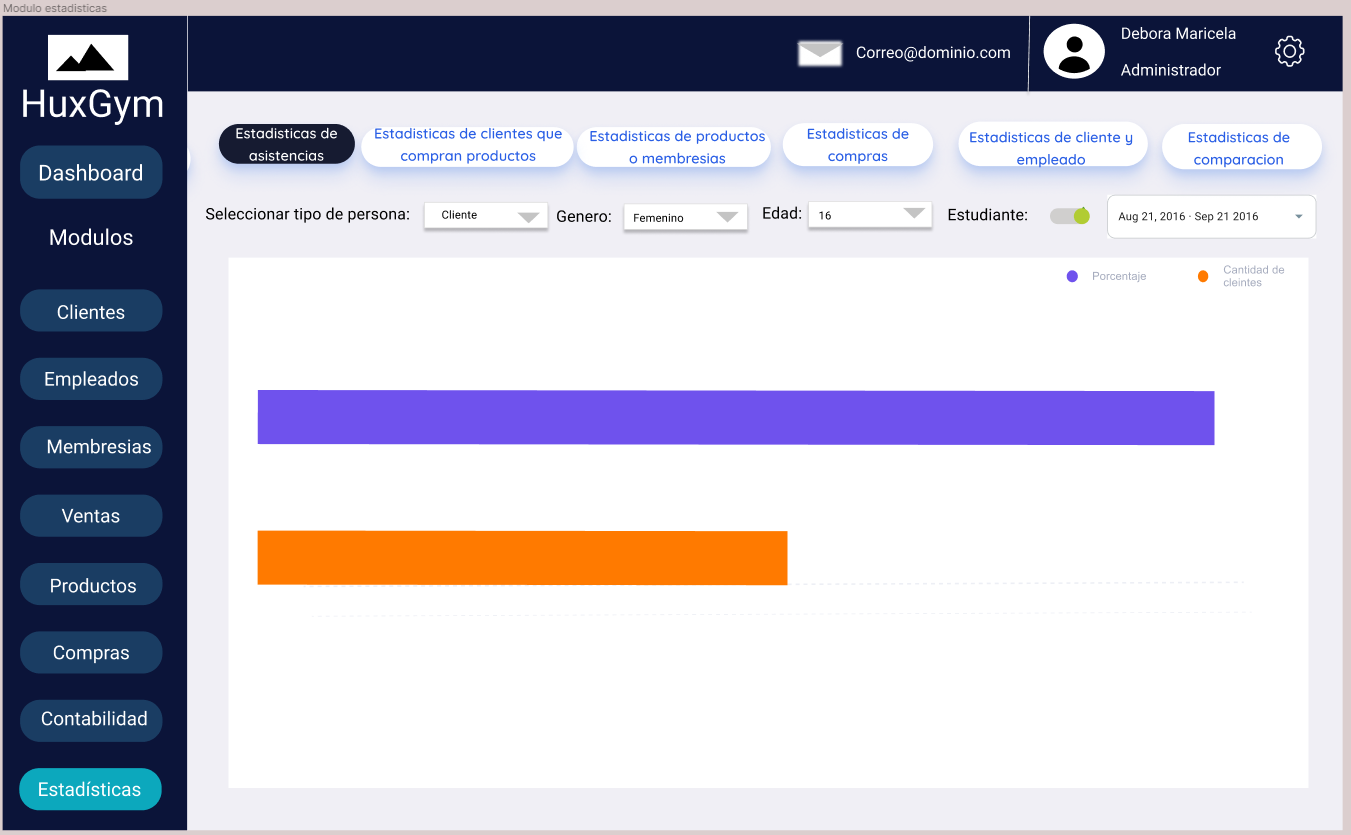 Modulo estadisticas
HuxGym
Dashboard
Modulos
Clientes
Empleados
Membresias
Ventas
Productos
Compras
Contabilidad
Estadísticas
Correo@dominio.com
Debora Maricela
Administrador
Estadisticas de
asistencias
Estadisticas de clientes que
compran productos
Estadisticas de productos
o membresias
Estadisticas de
compras
Estadisticas de cliente y
empleado
Estadisticas de
comparacion
Seleccionar tipo de persona:
Cliente
Genero:
Femenino
Edad:
16
Estudiante:
Aug 21, 2016 · Sep 21 2016
Porcentaje
Cantidad de
cleintes